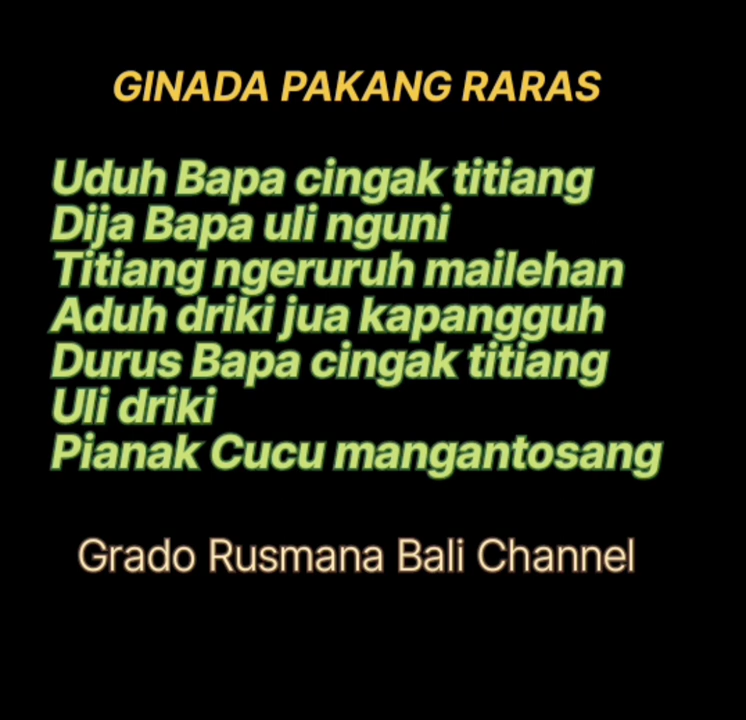 GINADA PAKANG RARAS
Uduh Bapa cingak titiang
Dija Bapa uli nguni
Titiang ngeruruh mailehan
Aduh driki jua kapangguh
Durus Bapa cingak titiang
Uli driki
Pianak Cucu mangantosang
Grado Rusmana Bali Channel